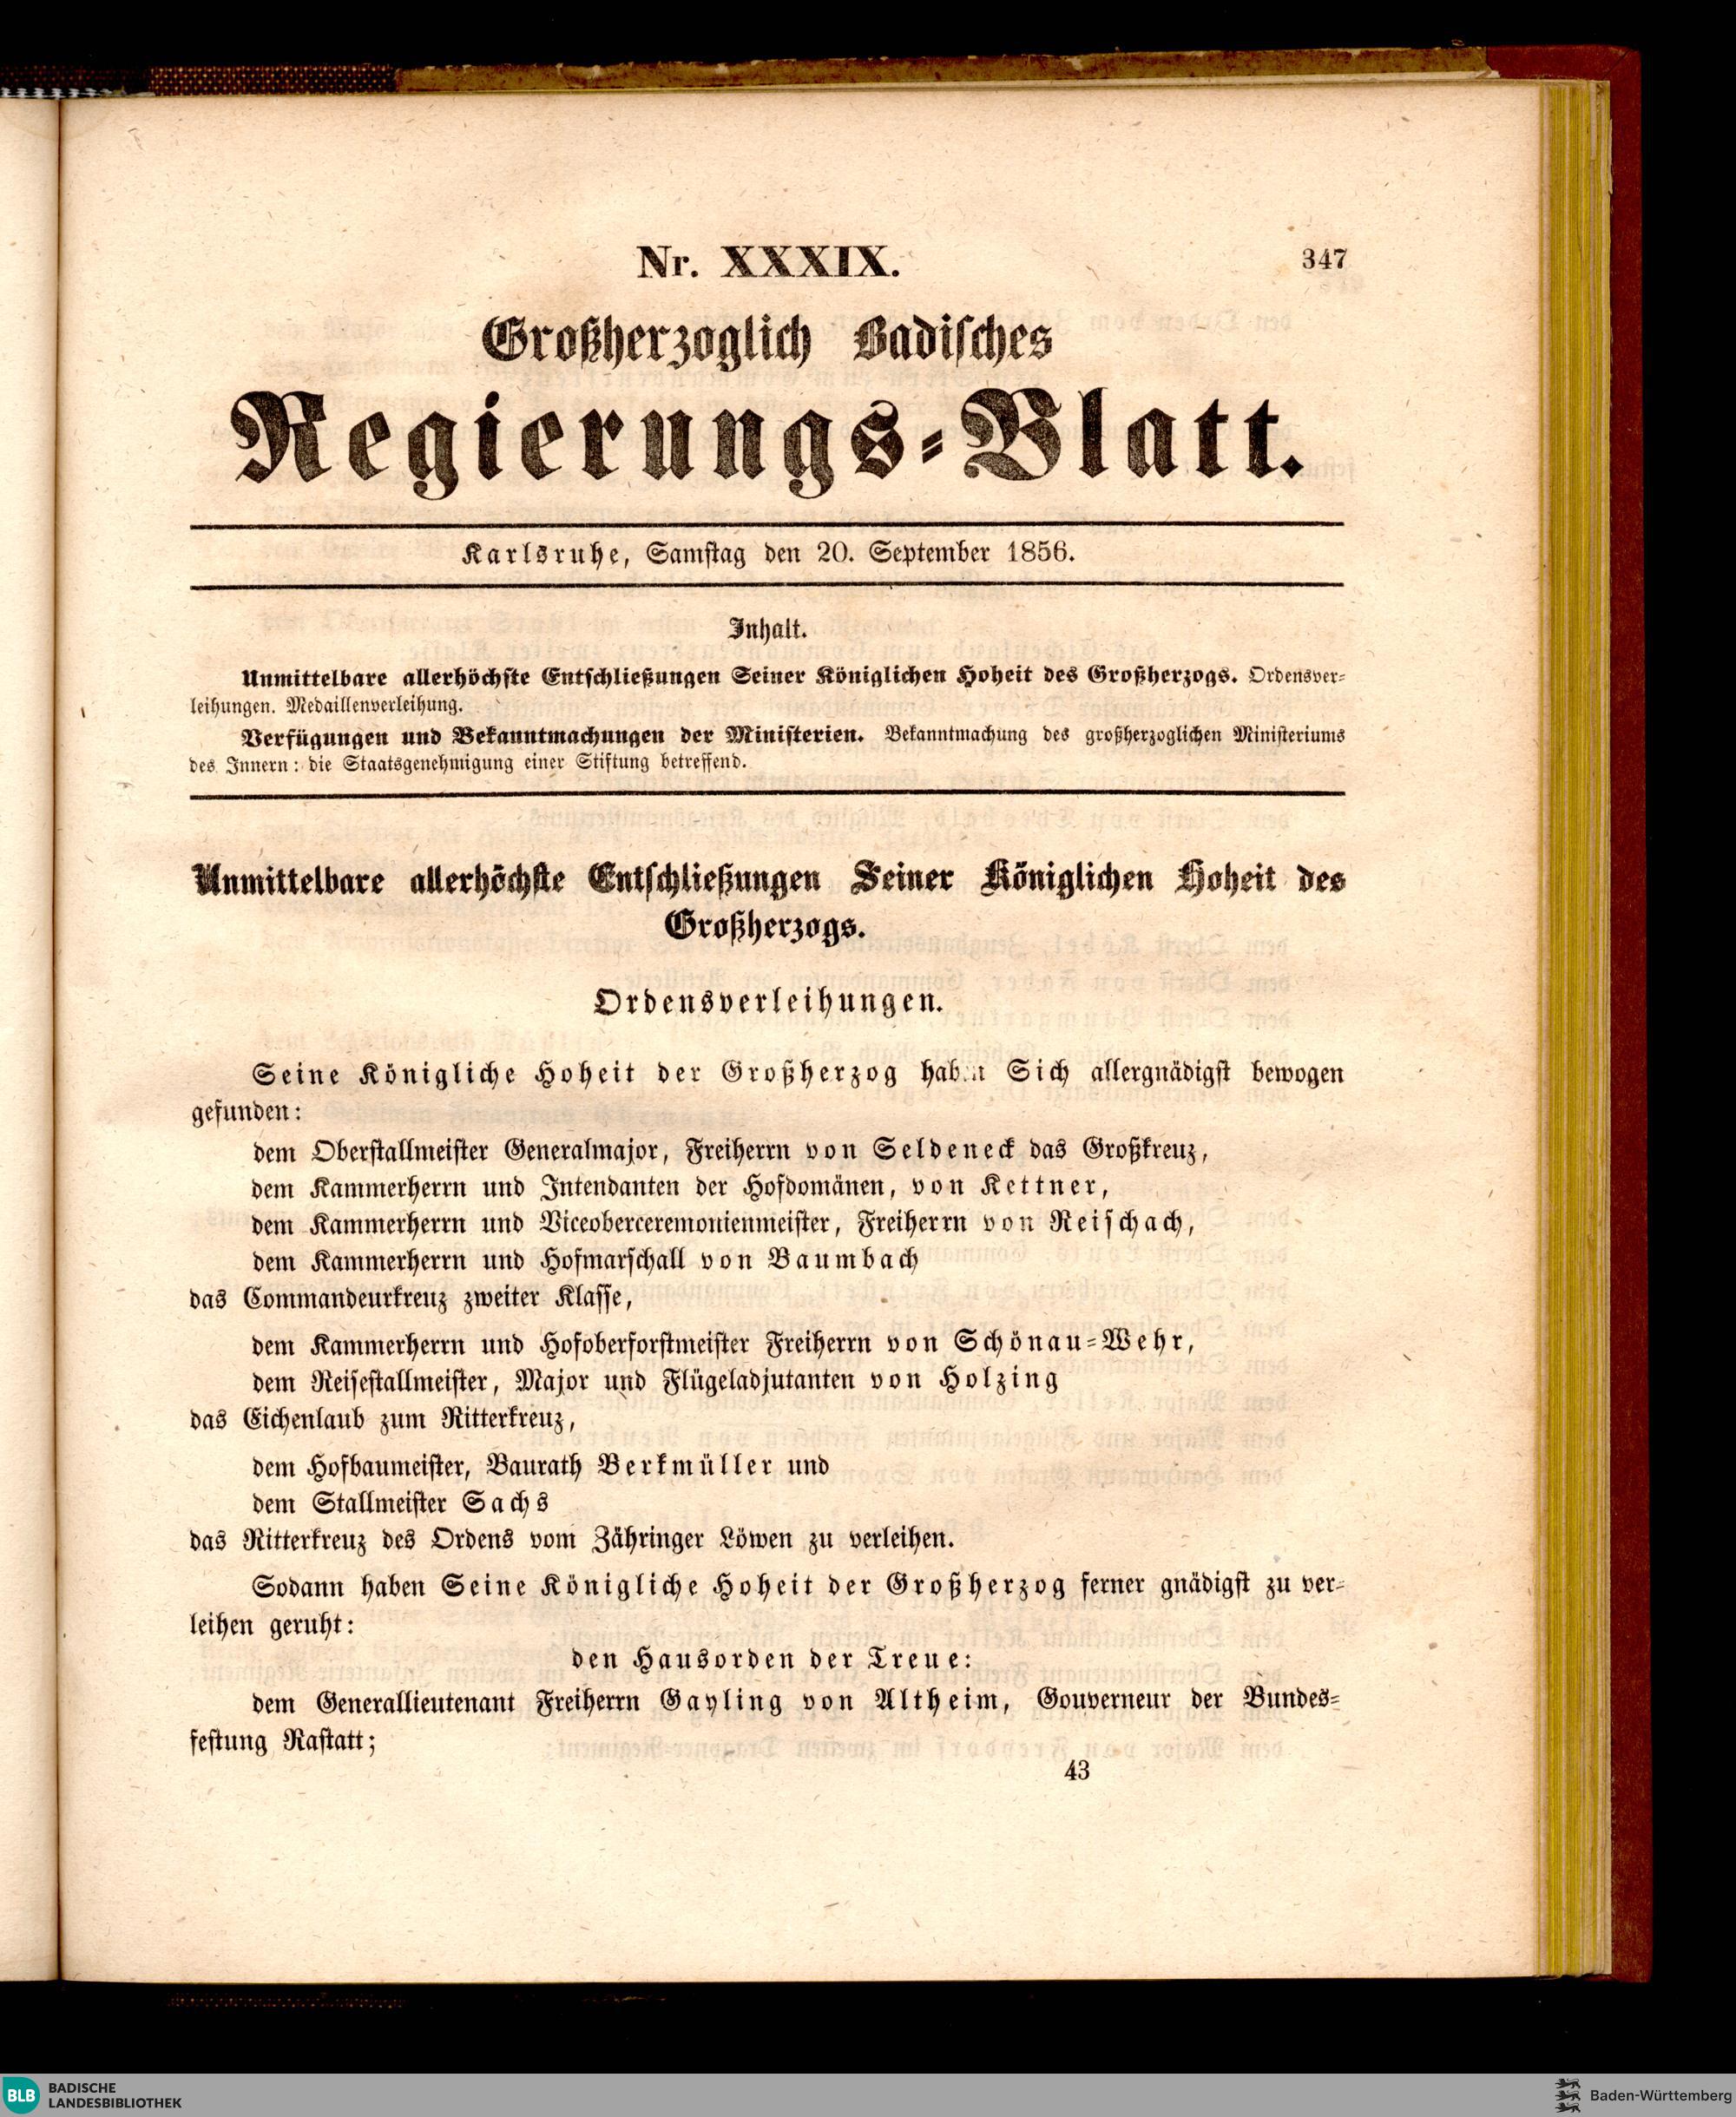 Nr. XXXIX.
347
Großherzoglich Badisches
Regierungs-Blatt.
Karlsruhe, Samstag den 20. September 1856.
Inhalt.
Unmittelbare allerhöchste Entschließungen Seiner Königlichen Hoheit des Großherzogs. Ordensver-
leihungen. Medaillenverleihung.
Verfügungen und Bekanntmachungen der Ministerien. Bekanntmachung des großherzoglichen Ministeriums
des Innern: die Staatsgenehmigung einer Stiftung betreffend.
Unmittelbare allerhöchste Entschließungen Seiner Königlichen Hoheit des
Großherzogs.
Ordensverleihungen.
Seine Königliche Hoheit der Großherzog haben Sich allergnädigst bewogen
gefunden:
dem Oberstallmeister Generalmajor, Freiherrn von Seldeneck das Großkreuz,
dem Kammerherrn und Intendanten der Hofdomänen, von Kettner,
dem Kammerherrn und Viceoberceremonienmeister, Freiherrn von Reischach,
dem Kammerherrn und Hofmarschall von Baumbach
das Commandeurkreuz zweiter Klasse,
dem Kammerherrn und Hofoberforstmeister Freiherrn von Schönau-Wehr,
dem Reisestallmeister, Major und Flügeladjutanten von Holzing
das Eichenlaub zum Ritterkreuz,
dem Hofbaumeister, Baurath Berkmüller und
dem Stallmeister Sachs
das Ritterkreuz des Ordens vom Zähringer Löwen zu verleihen.
Sodann haben Seine Königliche Hoheit der Großherzog ferner gnädigst zu ver-
leihen geruht:
den Hausorden der Treue:
dem Generallieutenant Freiherrn Gayling von Altheim, Gouverneur der Bundes-
festung Rastatt;
43
BLB BADISCHE
LANDESBIBLIOTHEK
Baden-Württemberg